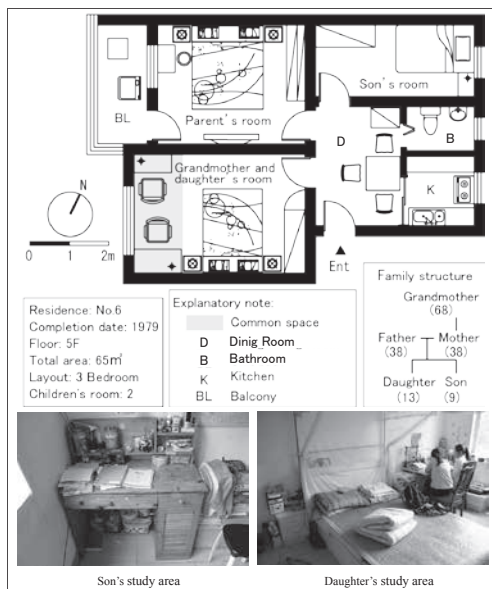 Son's room
BL
Parent's room
D
B
Grandmother and
daughter's room
K
N
0 1 2m
Ent
Residence: No.6
Completion date: 1979
Floor: 5F
Total area: 65㎡
Layout: 3 Bedroom
Children's room: 2
Explanatory note:
Common space
D Dinig Room
B Bathroom
K Kitchen
BL Balcony
Family structure
Grandmother
(68)
Father Mother
(38) (38)
Daughter Son
(13) (9)
Son's study area
Daughter's study area